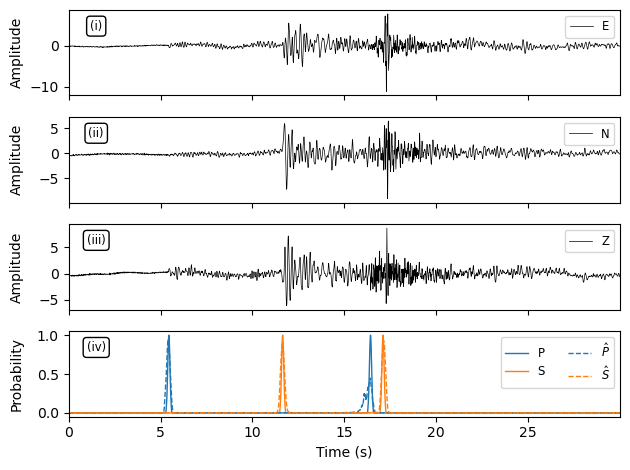 (i)
E
Amplitude
0
−10
(ii)
N
Amplitude
5
0
−5
(iii)
Z
Amplitude
5
0
−5
(iv)
P
S
P̂
Ŝ
Probability
1.0
0.5
0.0
0 5 10 15 20 25
Time (s)